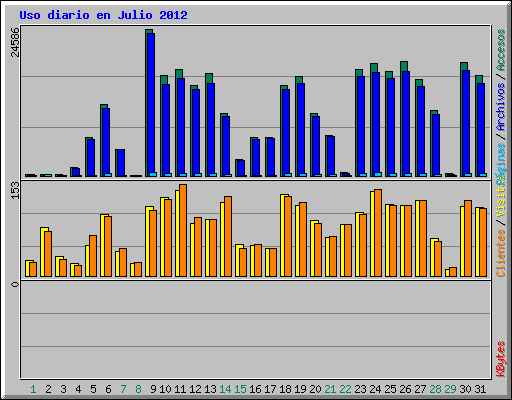 Uso diario en Julio 2012
24586
153
0
KBytes
Clientes / Visitas
Páginas / Archivos / Accesos
1 2 3 4 5 6 7 8 9 10 11 12 13 14 15 16 17 18 19 20 21 22 23 24 25 26 27 28 29 30 31